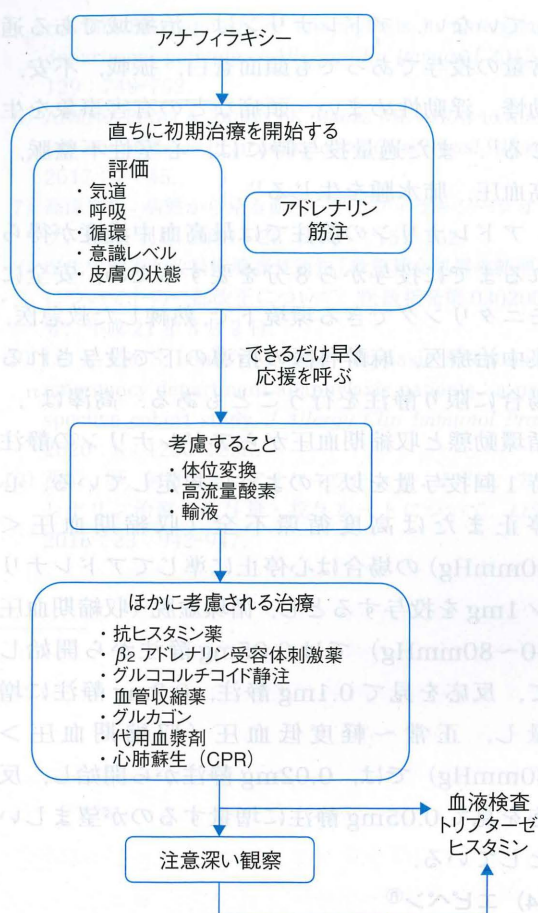 アナフィラキシー
直ちに初期治療を開始する
評価
・気道
・呼吸
・循環
・意識レベル
・皮膚の状態
アドレナリン
筋注
できるだけ早く
応援を呼ぶ
考慮すること
・体位変換
・高流量酸素
・輸液
ほかに考慮される治療
・抗ヒスタミン薬
・β2 アドレナリン受容体刺激薬
・グルココルチコイド静注
・血管収縮薬
・グルカゴン
・代用血漿剤
・心肺蘇生（CPR）
注意深い観察
血液検査
トリプターゼ
ヒスタミン